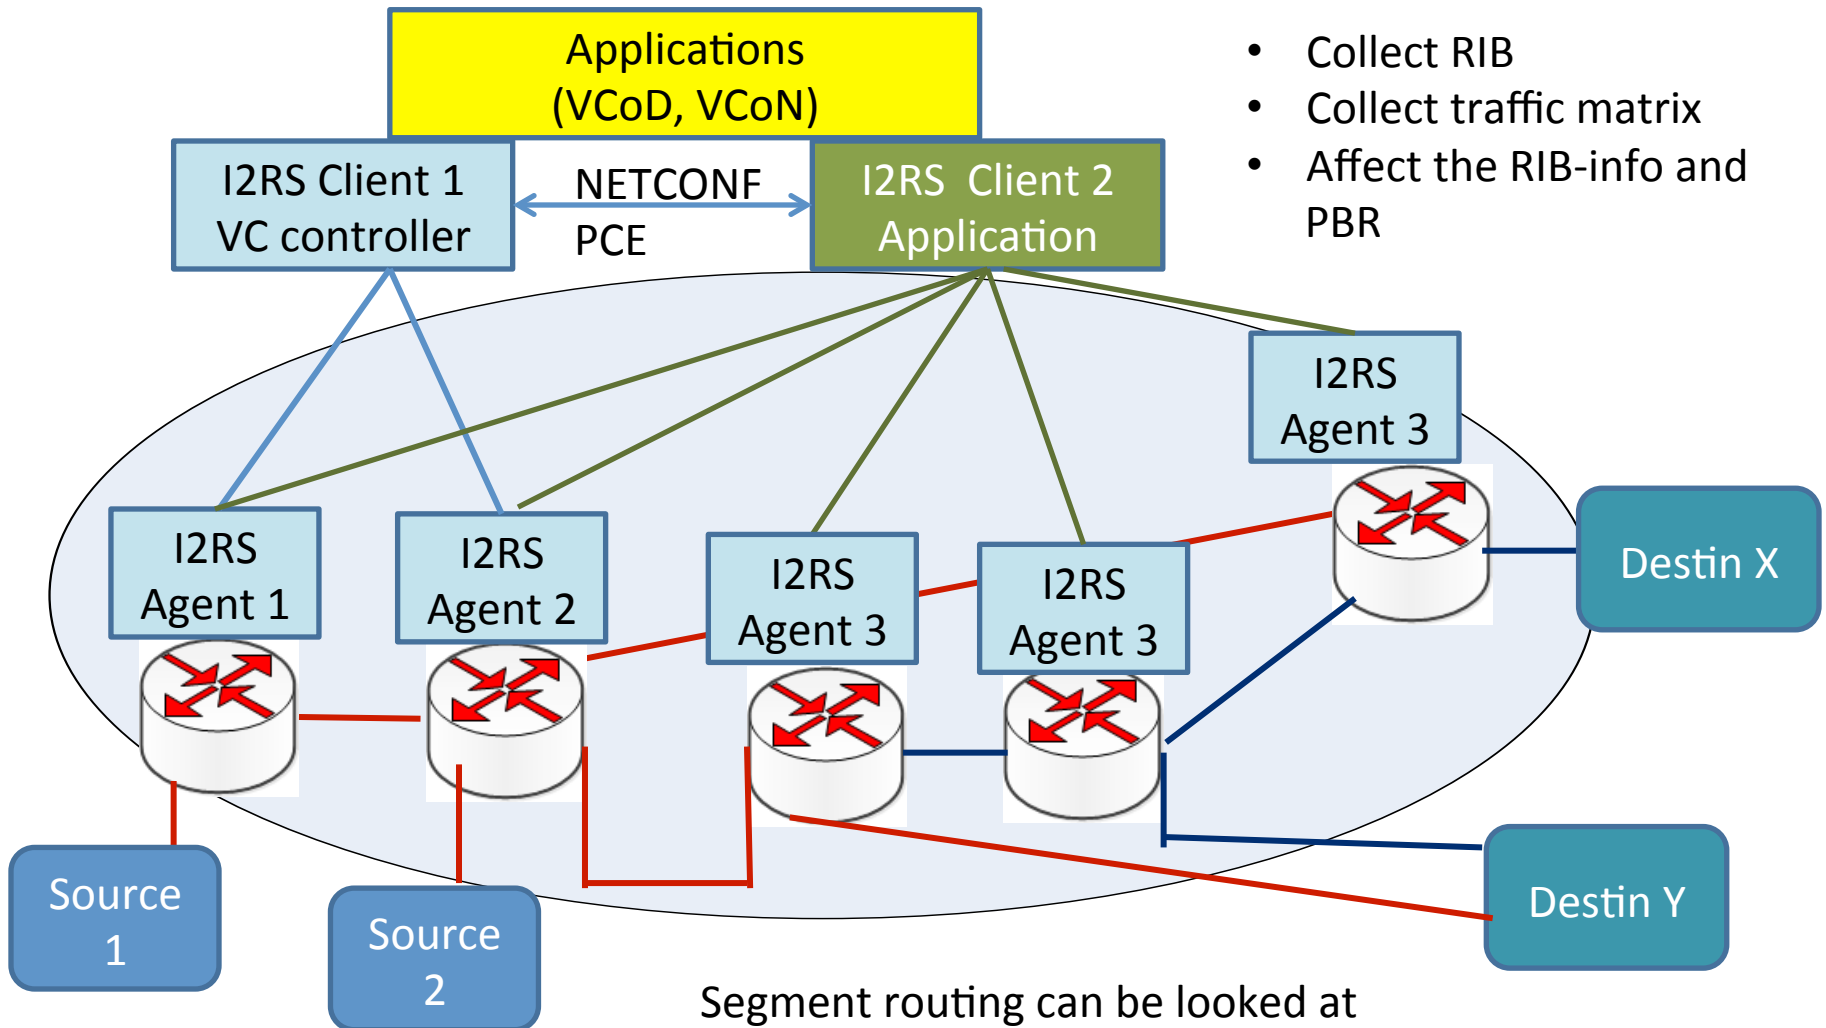 Applications
(VCoD, VCoN)
• Collect RIB
• Collect traffic matrix
• Affect the RIB-info and
PBR
I2RS Client 1
VC controller
NETCONF
PCE
I2RS Client 2
Application
I2RS
Agent 3
I2RS
Agent 1
I2RS
Agent 2
I2RS
Agent 3
I2RS
Agent 3
Destin X
Source
1
Source
2
Destin Y
Segment routing can be looked at